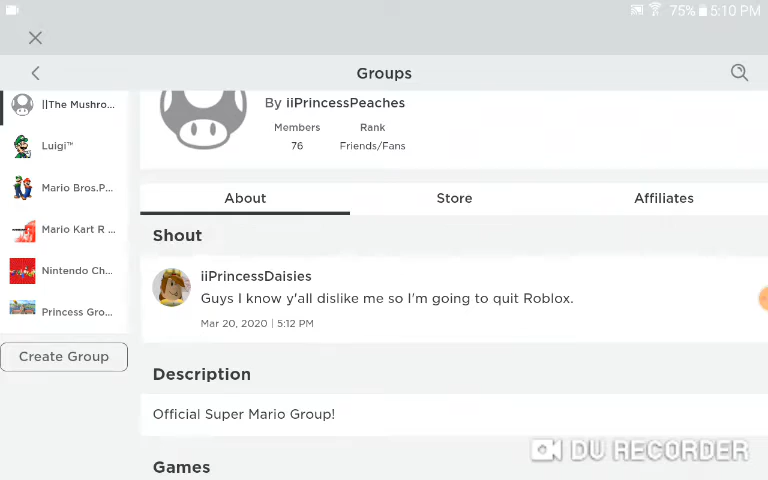 75% 5:10 PM
Groups
||The Mushro...
By iiPrincessPeaches
Members Rank
76 Friends/Fans
Luigi™
Mario Bros.P...
Mario Kart R ...
Nintendo Ch...
Princess Gro...
Create Group
About Store Affiliates
Shout
iiPrincessDaisies
Guys I know y'all dislike me so I'm going to quit Roblox.
Mar 20, 2020 | 5:12 PM
Description
Official Super Mario Group!
Games
DU RECORDER